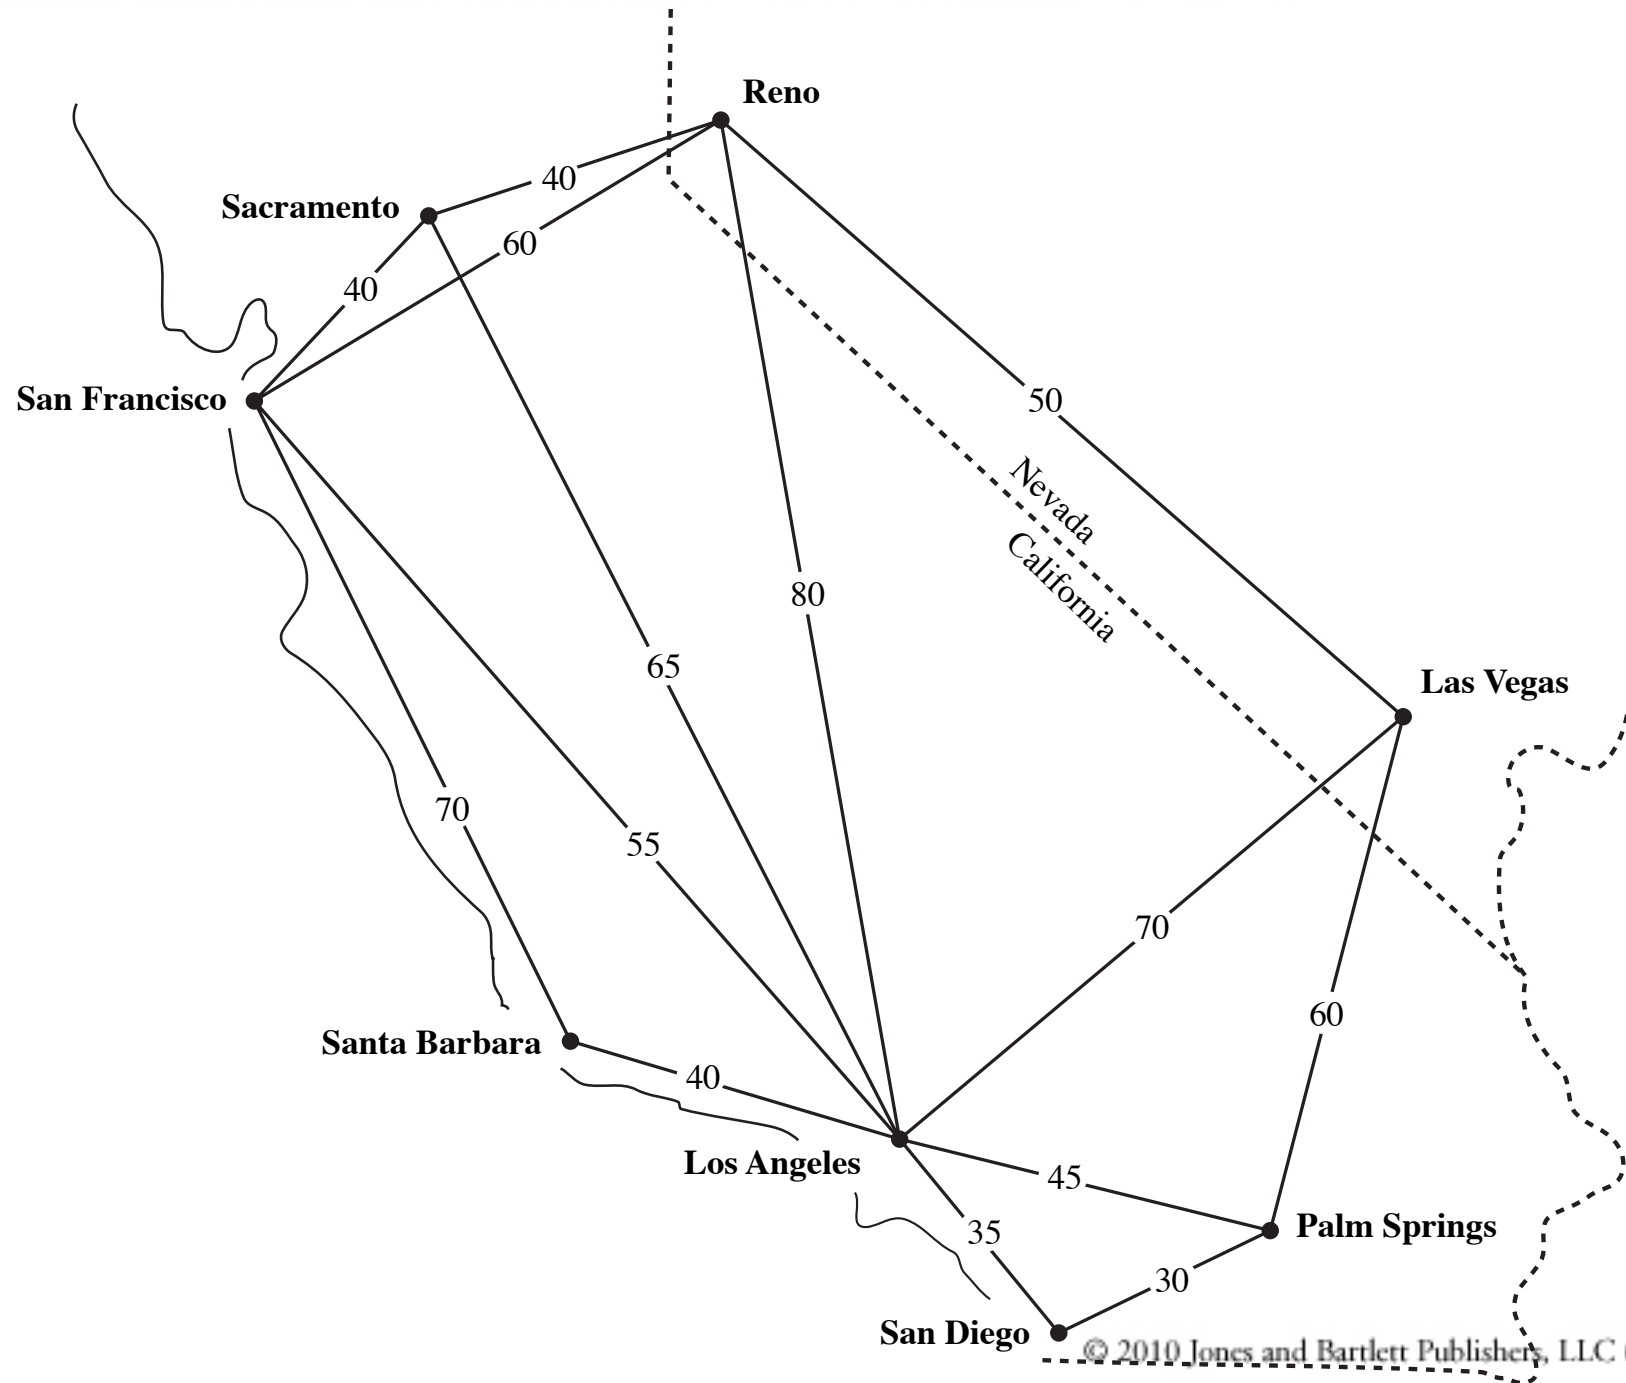 Reno
40
Sacramento
60
40
San Francisco
50
Nevada
California
80
65
Las Vegas
70
55
70
60
Santa Barbara
40
Los Angeles
45
Palm Springs
35
30
San Diego
© 2010 Jones and Bartlett Publishers, LLC